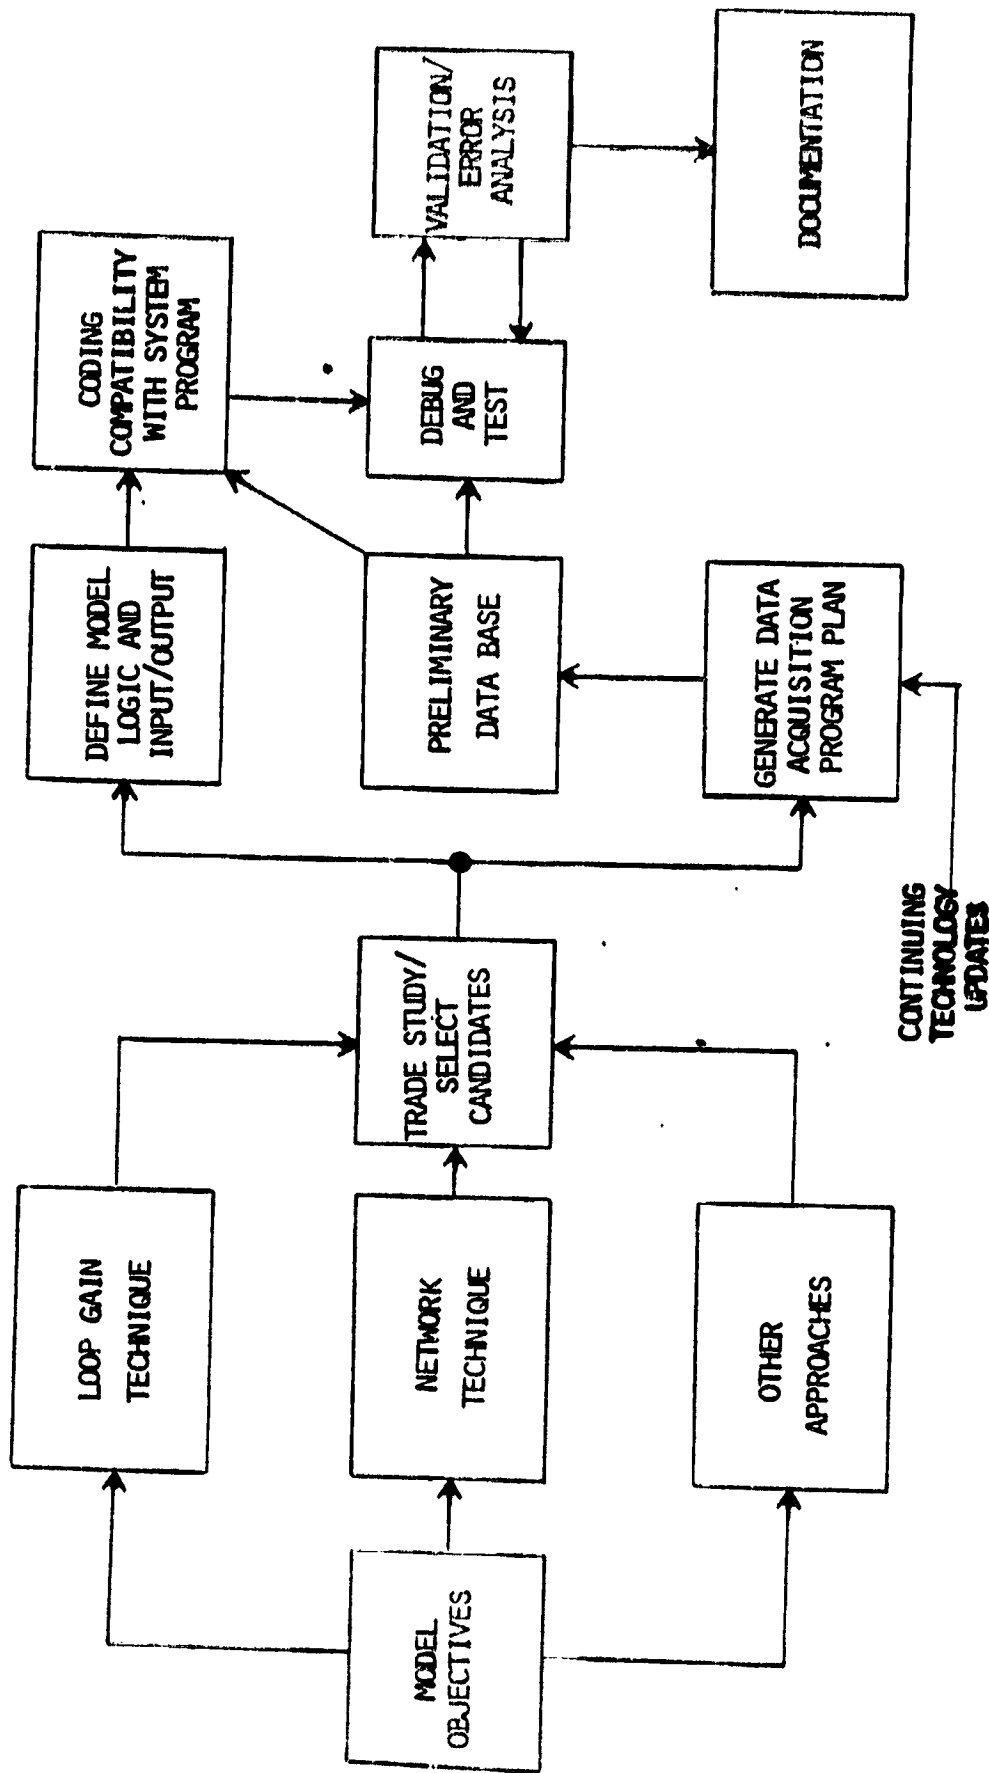 MODEL
OBJECTIVES
LOOP GAIN
TECHNIQUE
NETWORK
TECHNIQUE
OTHER
APPROACHES
TRADE STUDY/
SELECT
CANDIDATES
DEFINE MODEL
LOGIC AND
INPUT/OUTPUT
PRELIMINARY
DATA BASE
GENERATE DATA
ACQUISITION
PROGRAM PLAN
CONTINUING
TECHNOLOGY
UPDATES
CODING
COMPATIBILITY
WITH SYSTEM
PROGRAM
DEBUG
AND
TEST
VALIDATION/
ERROR
ANALYSIS
DOCUMENTATION